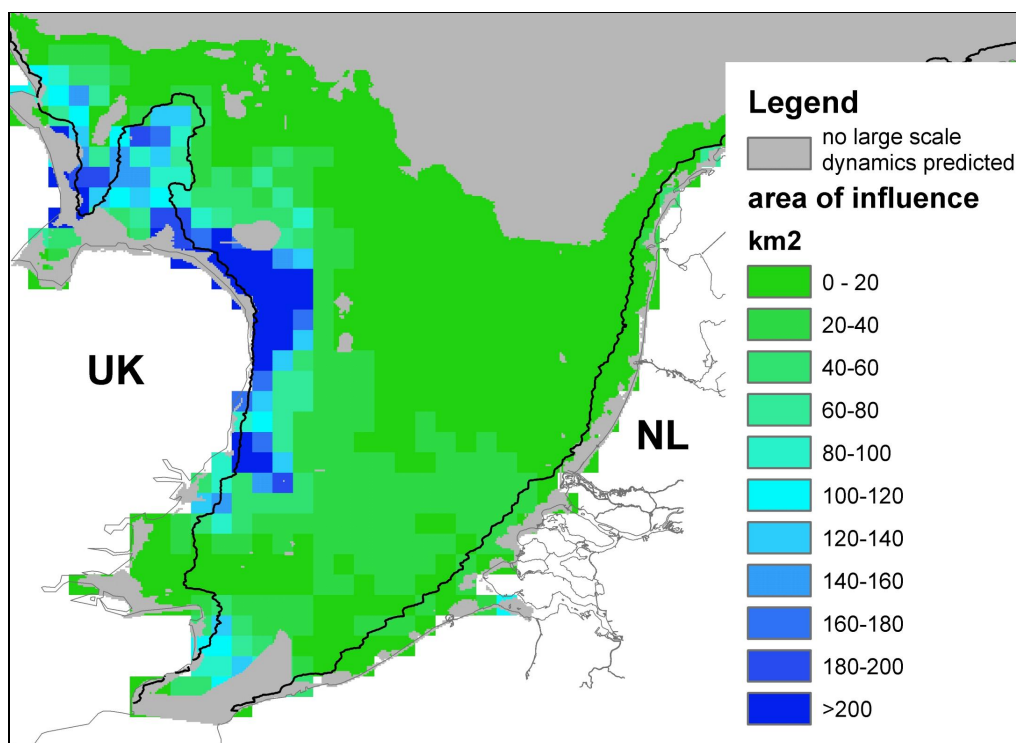 UK
NL
Legend
no large scale
dynamics predicted
area of influence
km2
0 - 20
20-40
40-60
60-80
80-100
100-120
120-140
140-160
160-180
180-200
>200